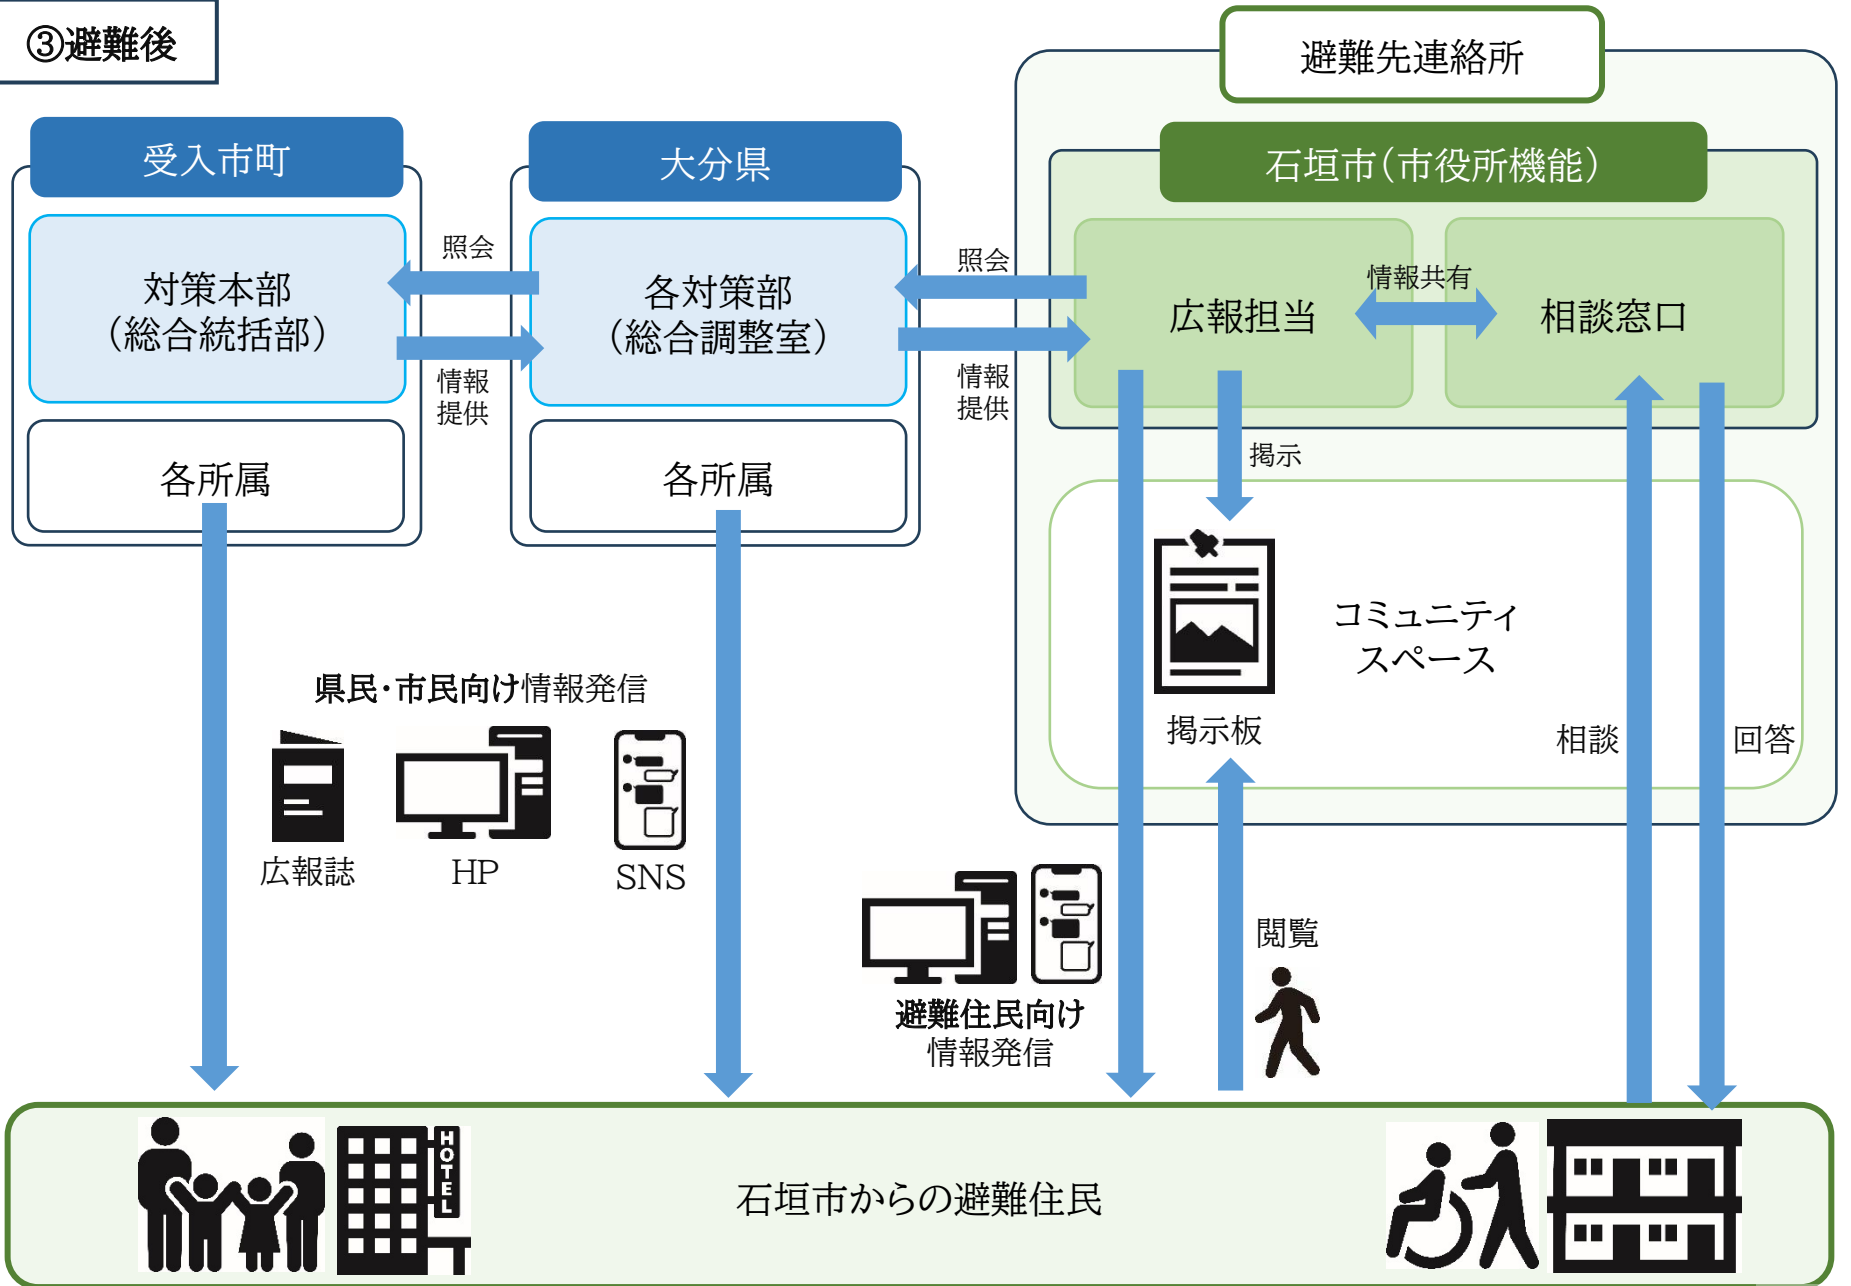 ③避難後
避難先連絡所
受入市町
大分県
石垣市（市役所機能）
対策本部
（総合統括部）
照会
情報
提供
各対策部
（総合調整室）
照会
情報
提供
広報担当
情報共有
相談窓口
各所属
各所属
掲示
コミュニティ
スペース
掲示板
相談
回答
県民・市民向け情報発信
広報誌
HP
SNS
閲覧
避難住民向け
情報発信
HOTEL
石垣市からの避難住民